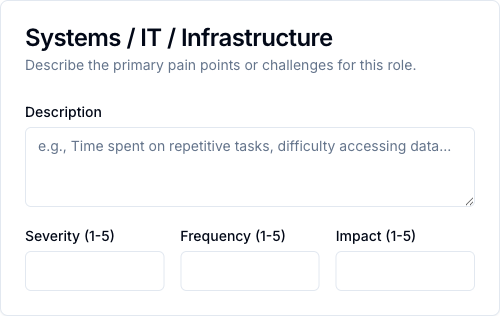 Systems / IT / Infrastructure
Describe the primary pain points or challenges for this role.
Description
e.g., Time spent on repetitive tasks, difficulty accessing data...
Severity (1-5) Frequency (1-5) Impact (1-5)